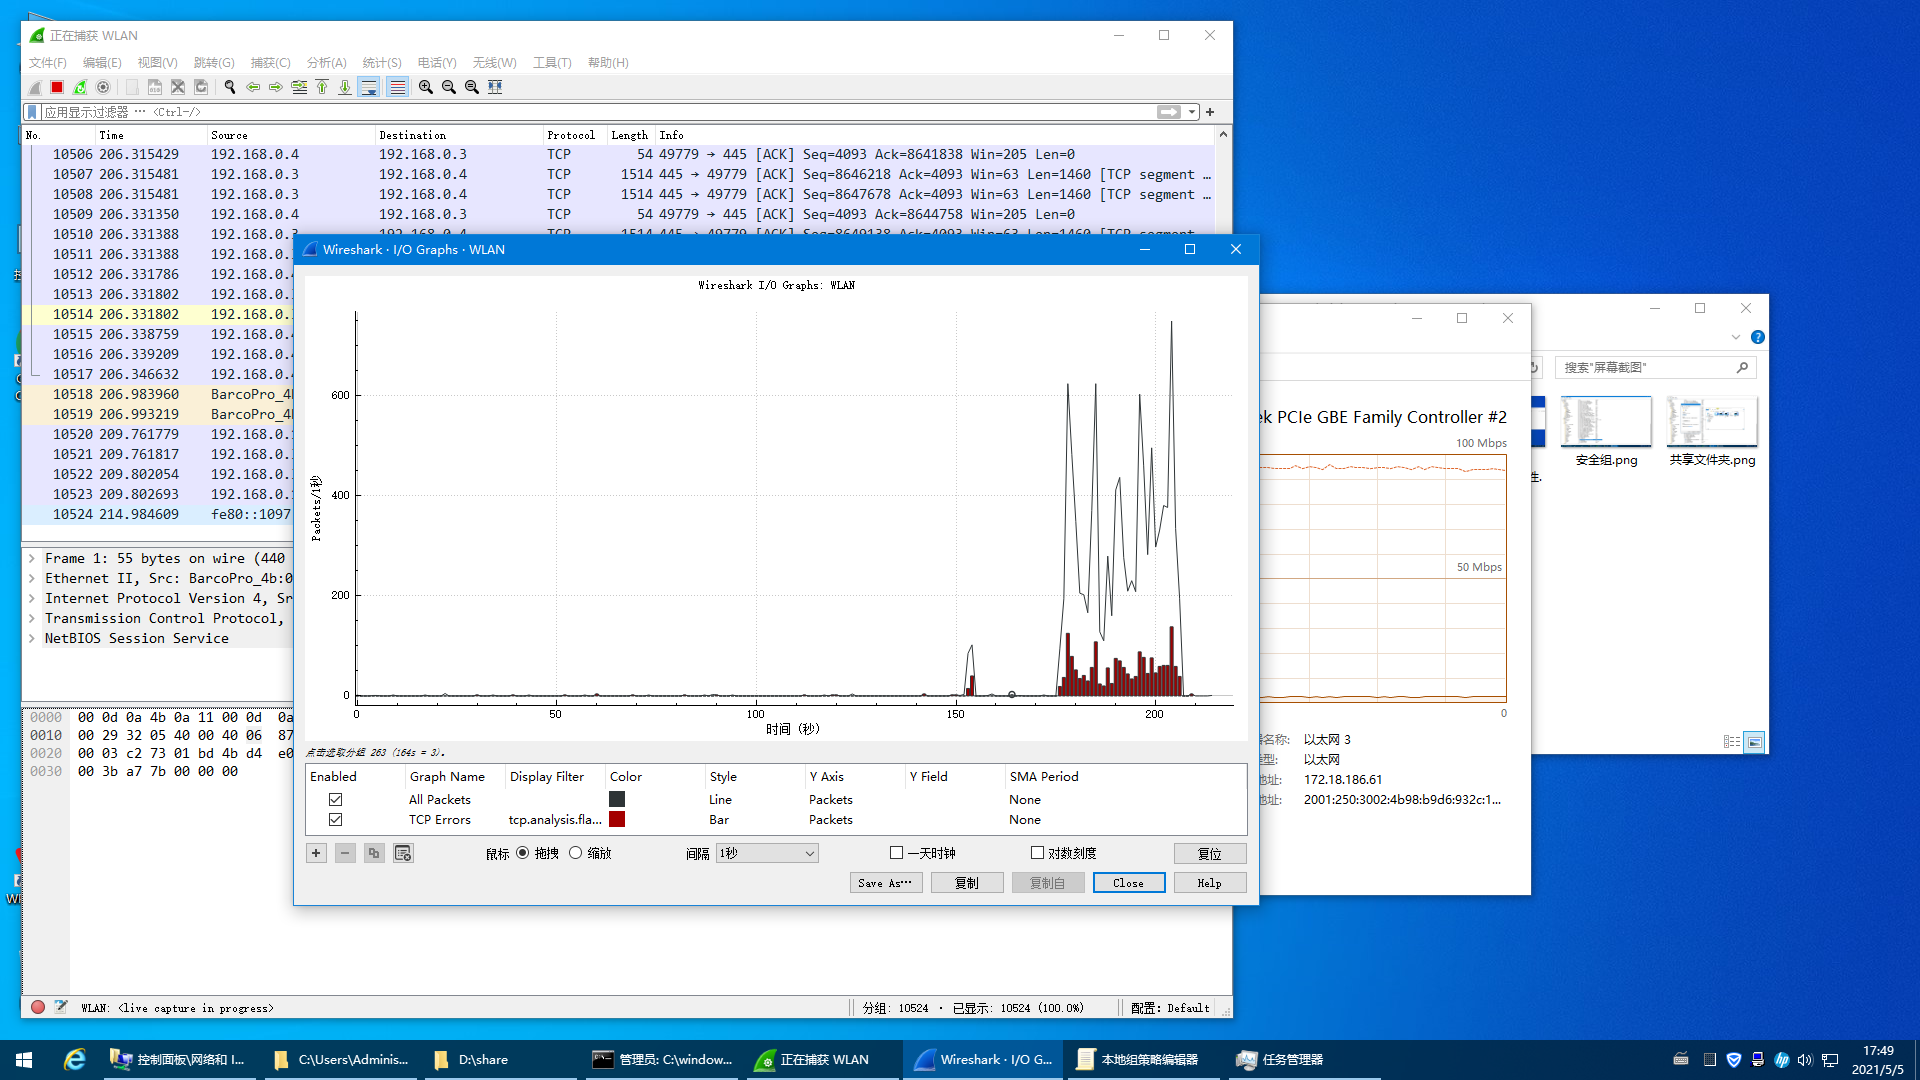 正在捕获 WLAN
文件(F) 编辑(E) 视图(V) 跳转(G) 捕获(C) 分析(A) 统计(S) 电话(Y) 无线(W) 工具(T) 帮助(H)
应用显示过滤器 … <Ctrl-/>
No. Time Source Destination Protocol Length Info
10506 206.315429 192.168.0.4 192.168.0.3 TCP 54 49779 → 445 [ACK] Seq=4093 Ack=8641838 Win=205 Len=0
10507 206.315481 192.168.0.3 192.168.0.4 TCP 1514 445 → 49779 [ACK] Seq=8646218 Ack=4093 Win=63 Len=1460 [TCP segment …
10508 206.315481 192.168.0.3 192.168.0.4 TCP 1514 445 → 49779 [ACK] Seq=8647678 Ack=4093 Win=63 Len=1460 [TCP segment …
10509 206.331350 192.168.0.4 192.168.0.3 TCP 54 49779 → 445 [ACK] Seq=4093 Ack=8644758 Win=205 Len=0
10510 206.331388 192.168.0.3 192.168.0.4 TCP 1514 445 → 49779 [ACK] Seq=8649138 Ack=4093 Win=63 Len=1460 [TCP segment …
10511 206.331388 192.168.0.
10512 206.331786 192.168.0.
10513 206.331802 192.168.0.
10514 206.331802 192.168.0.
10515 206.338759 192.168.0.
10516 206.339209 192.168.0.
10517 206.346632 192.168.0.
10518 206.983960 BarcoPro_4
10519 206.993219 BarcoPro_4
10520 209.761779 192.168.0.
10521 209.761817 192.168.0.
10522 209.802054 192.168.0.
10523 209.802693 192.168.0.
10524 214.984609 fe80::1097
Frame 1: 55 bytes on wire (440
Ethernet II, Src: BarcoPro_4b:0
Internet Protocol Version 4, Sr
Transmission Control Protocol,
NetBIOS Session Service
0000 00 0d 0a 4b 0a 11 00 0d 0a
0010 00 29 32 05 40 00 40 06 87
0020 00 03 c2 73 01 bd 4b d4 e0
0030 00 3b a7 7b 00 00 00
WLAN: <live capture in progress>
分组: 10524 · 已显示: 10524 (100.0%)
配置: Default
Wireshark · I/O Graphs · WLAN
Wireshark I/O Graphs: WLAN
Packets/1秒
600
400
200
0
0 50 100 150 200
时间 (秒)
点击选取分组 263 (164s = 3).
Enabled Graph Name Display Filter Color Style Y Axis Y Field SMA Period
All Packets Line Packets None
TCP Errors tcp.analysis.fla... Bar Packets None
鼠标 拖拽 缩放 间隔 1秒 一天时钟 对数刻度 复位
Save As… 复制 复制自 Close Help
ek PCIe GBE Family Controller #2
100 Mbps
50 Mbps
0
器名称: 以太网 3
类型: 以太网
地址: 172.18.186.61
地址: 2001:250:3002:4b98:b9d6:932c:1...
搜索"屏幕截图"
安全组.png
共享文件夹.png
性.
控制面板\网络和 I...
C:\Users\Adminis...
D:\share
管理员: C:\window...
正在捕获 WLAN
Wireshark · I/O G...
本地组策略编辑器
任务管理器
17:49
2021/5/5